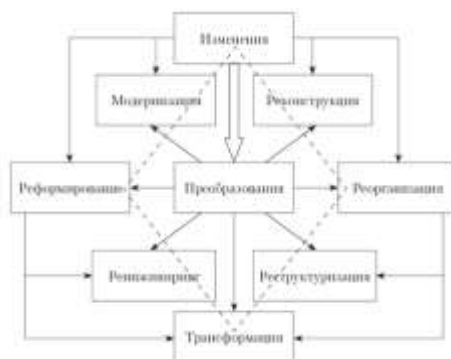 Изменения
Модернизация
Реконструкция
Реформирование
Преобразования
Реорганизация
Реинжиниринг
Реструктуризация
Трансформация